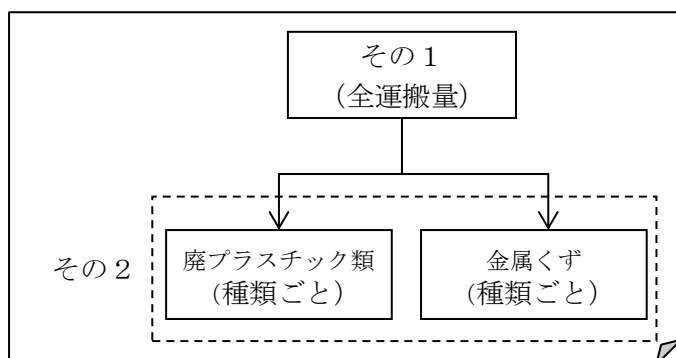 その１
（全運搬量）
その２
廃プラスチック類
(種類ごと）
金属くず
(種類ごと）